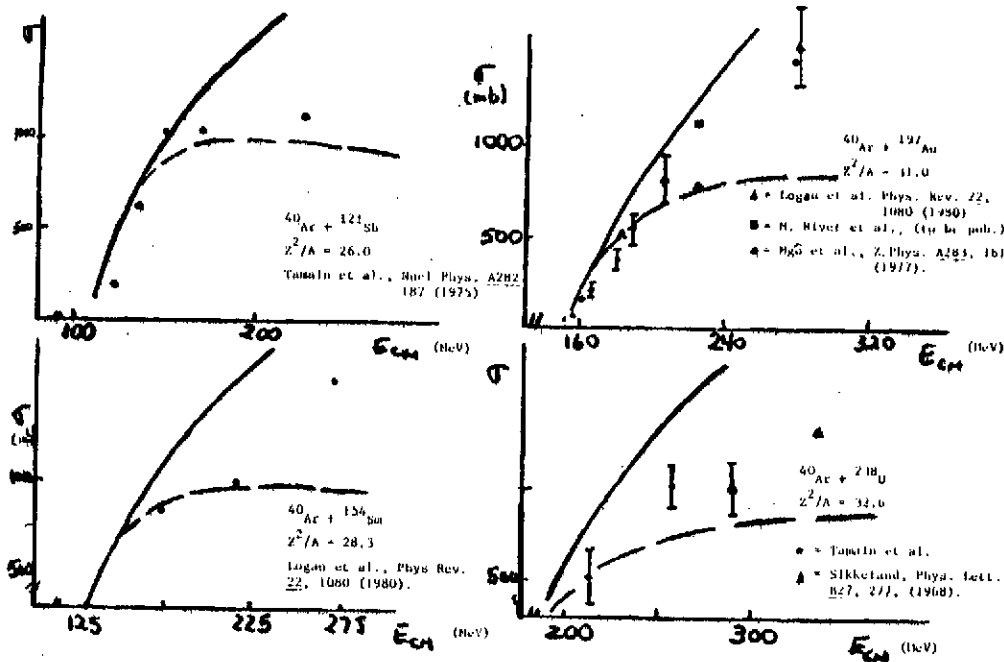 σ
1000
500
40Ar + 121Sb
Z²/A = 26.0
Tamain et al., Nucl Phys. A282
187 (1975)
100
200
E_CM (MeV)
σ
(mb)
1000
500
40Ar + 197Au
Z²/A = 31.0
▲ = Logan et al. Phys. Rev. 22,
1080 (1980)
■ = M. Rivet et al., (to be pub.)
● = Ngô et al., Z.Phys. A283, 161
(1977).
160
240
320
E_CM (MeV)
σ
500
40Ar + 154Sm
Z²/A = 28.3
Logan et al., Phys Rev.
22, 1080 (1980).
125
225
275
E_CM (MeV)
σ
500
40Ar + 238U
Z²/A = 32.6
● = Tamain et al.
▲ = Sikkeland, Phys. Lett.
B27, 277, (1968).
200
300
E_CM (MeV)